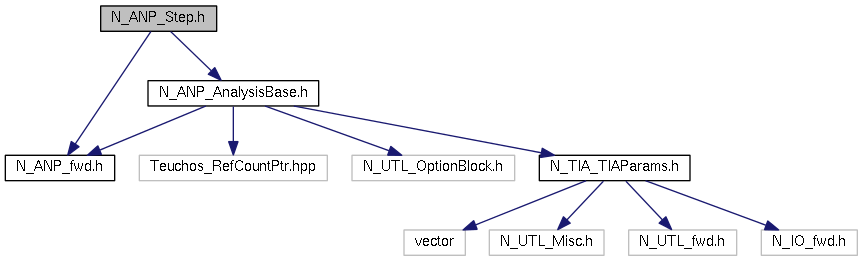 N_ANP_Step.h
N_ANP_AnalysisBase.h
N_ANP_fwd.h
Teuchos_RefCountPtr.hpp
N_UTL_OptionBlock.h
N_TIA_TIAParams.h
vector
N_UTL_Misc.h
N_UTL_fwd.h
N_IO_fwd.h